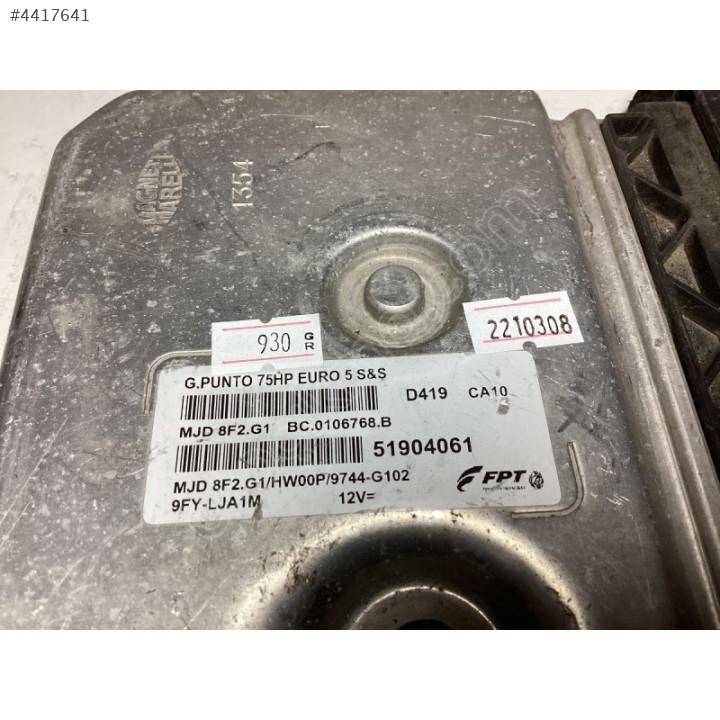 #4417641
MAGNETI
MARELLI
1354
930 GR
2210308
G.PUNTO 75HP EURO 5 S&S
D419 CA10
MJD 8F2.G1 BC.0106768.B
51904061
MJD 8F2.G1/HW00P/9744-G102
9FY-LJA1M 12V=
FPT